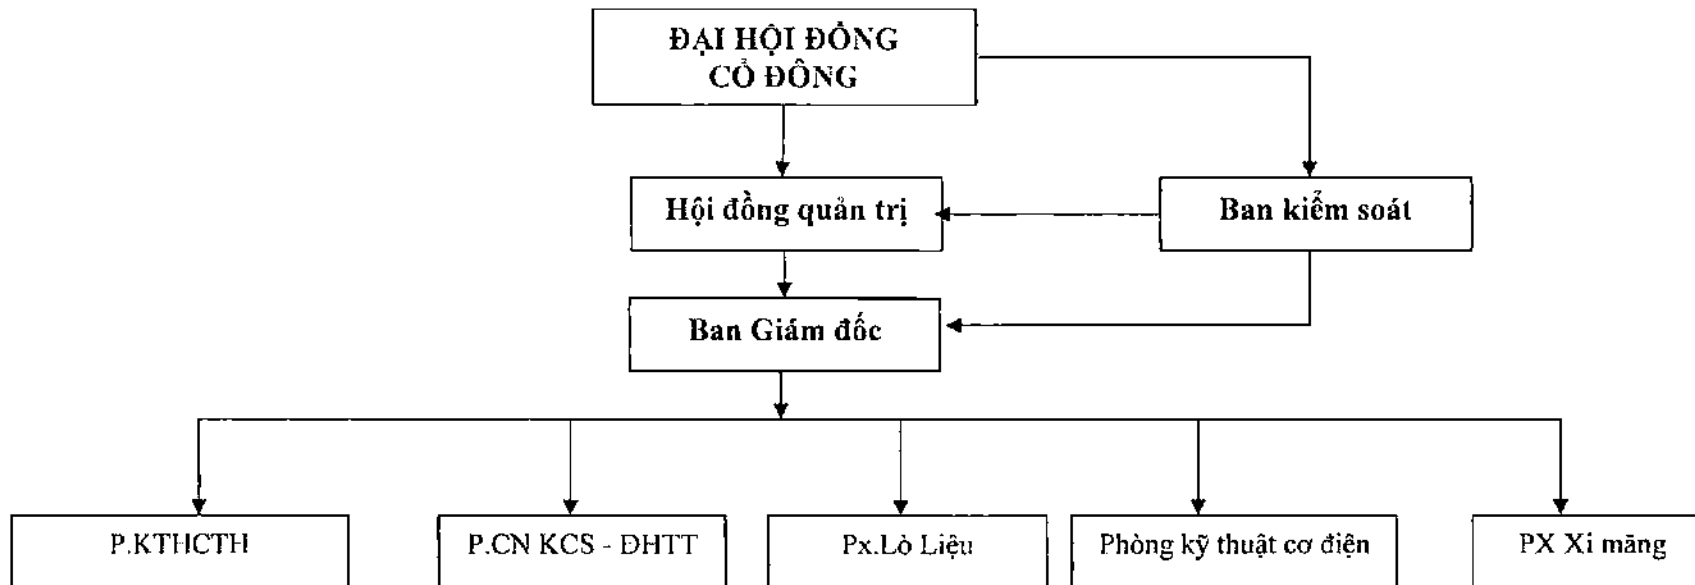 ĐẠI HỘI ĐỒNG
CỔ ĐÔNG
Hội đồng quản trị
Ban kiểm soát
Ban Giám đốc
P.KTHCTH
P.CN KCS - ĐHTT
Px.Lò Liệu
Phòng kỹ thuật cơ điện
PX Xi măng